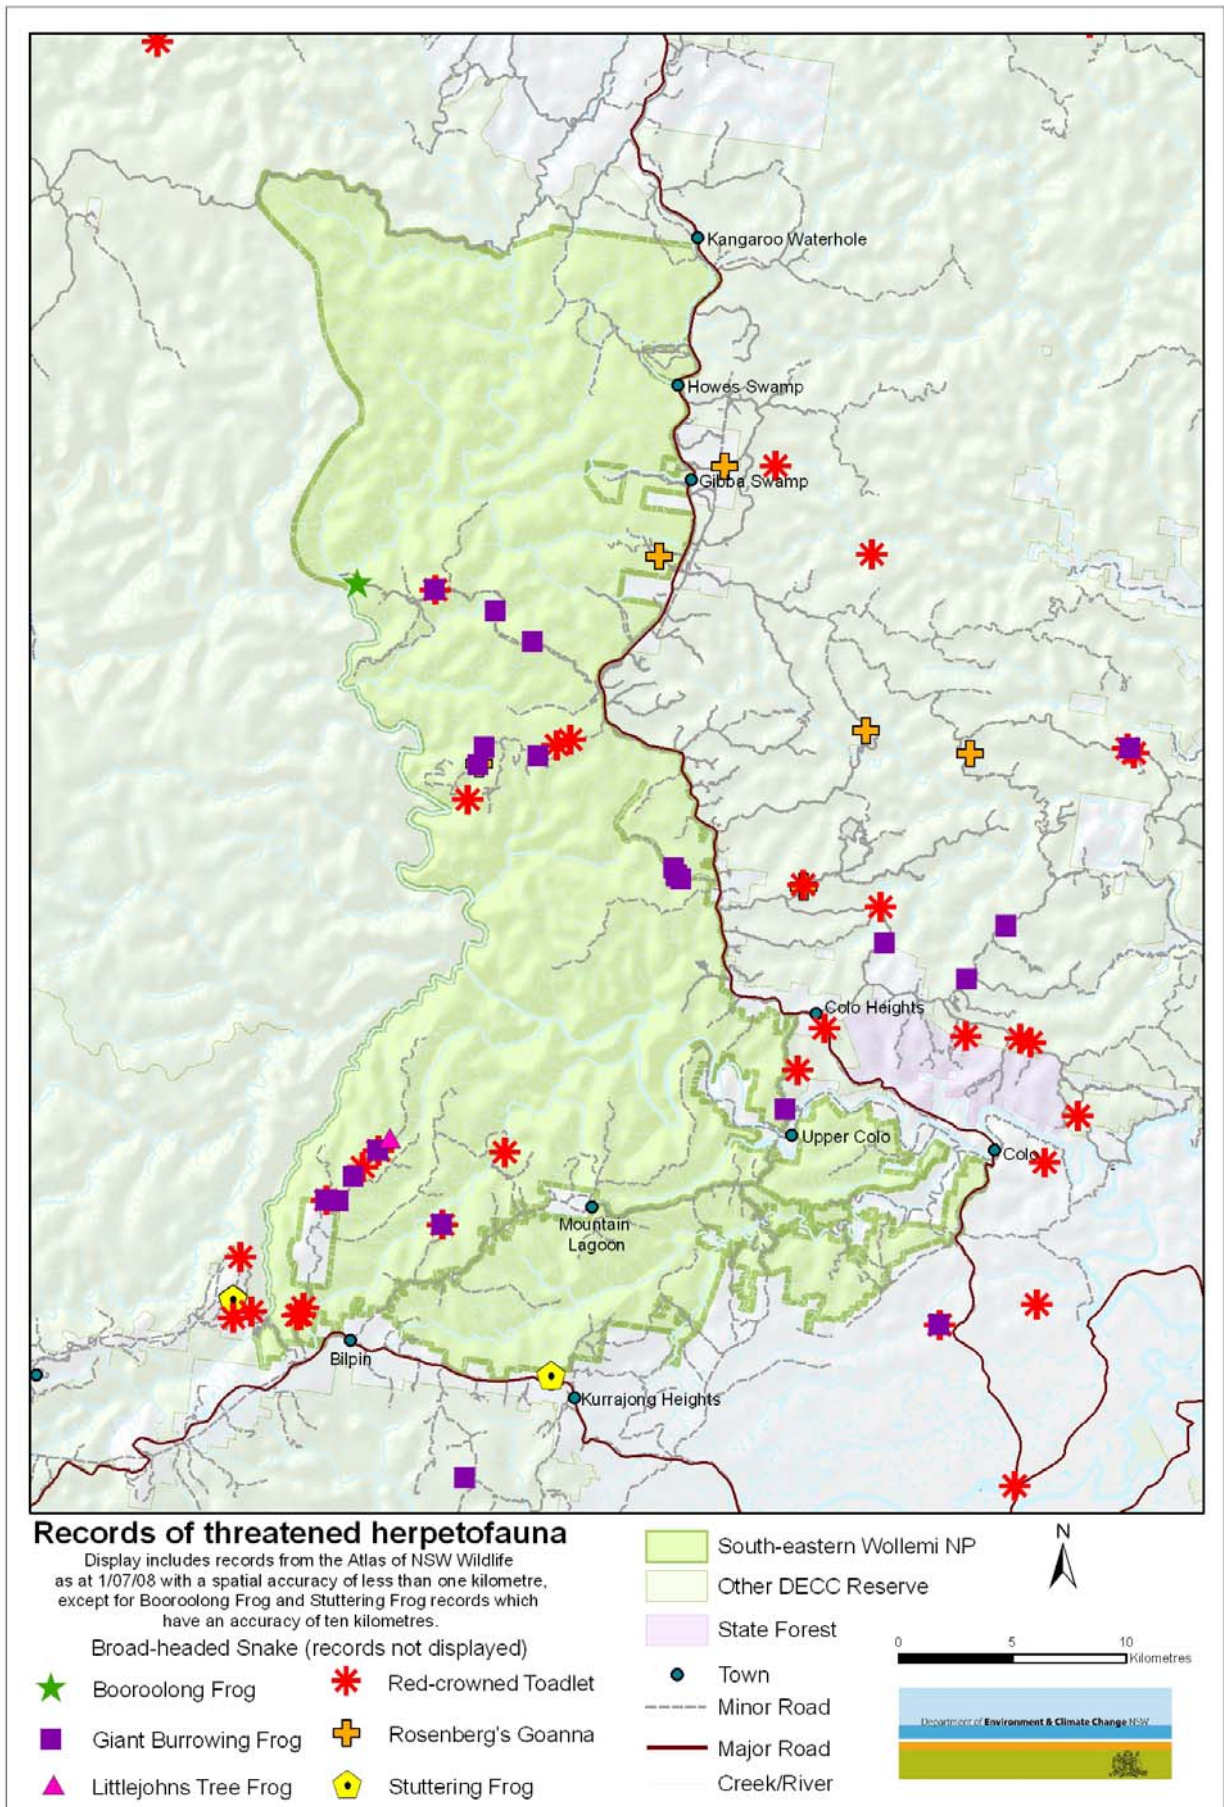 Kangaroo Waterhole
Howes Swamp
Gibba Swamp
Colo Heights
Upper Colo
Colo
Mountain
Lagoon
Bilpin
Kurrajong Heights
Records of threatened herpetofauna
Display includes records from the Atlas of NSW Wildlife
as at 1/07/08 with a spatial accuracy of less than one kilometre,
except for Booroolong Frog and Stuttering Frog records which
have an accuracy of ten kilometres.
Broad-headed Snake (records not displayed)
Booroolong Frog
Giant Burrowing Frog
Littlejohns Tree Frog
Red-crowned Toadlet
Rosenberg's Goanna
Stuttering Frog
South-eastern Wollemi NP
Other DECC Reserve
State Forest
Town
Minor Road
Major Road
Creek/River
N
0 5 10
Kilometres
Department of Environment & Climate Change NSW